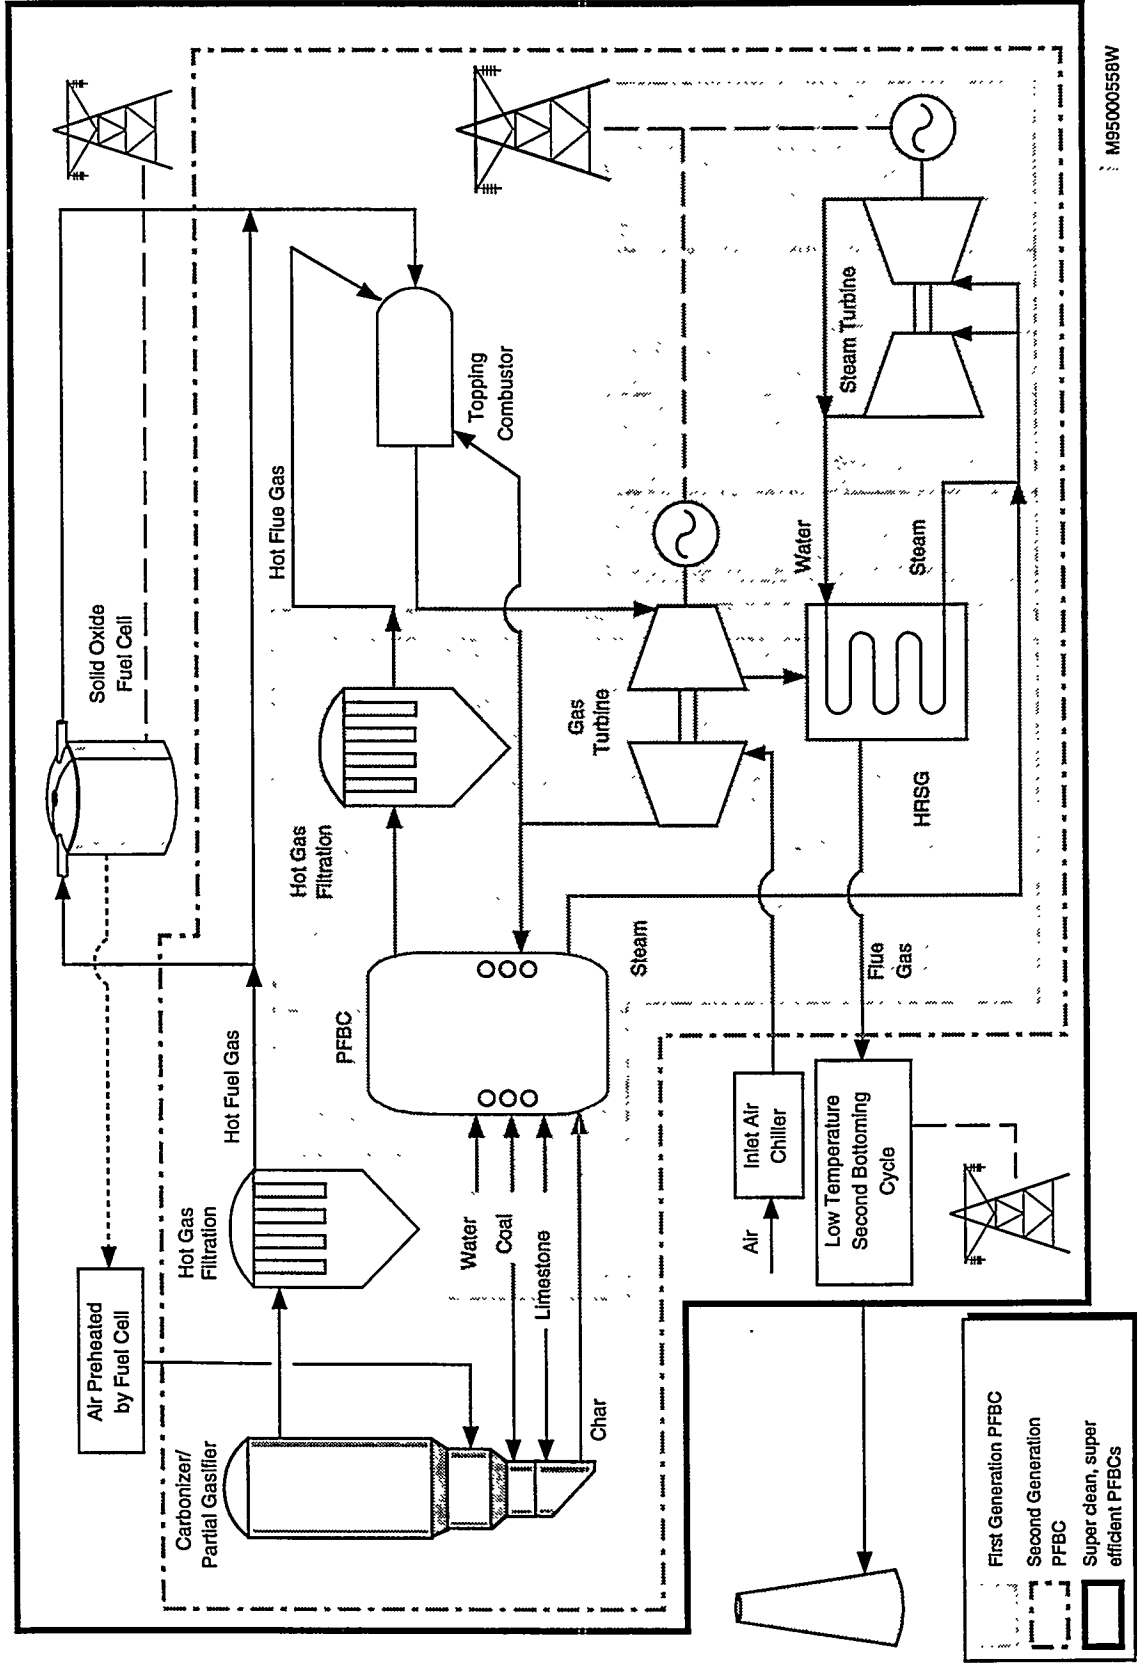 Solid Oxide
Fuel Cell
Air Preheated
by Fuel Cell
Carbonizer/
Partial Gasifier
Hot Gas
Filtration
Hot Fuel Gas
Hot Flue Gas
Hot Gas
Filtration
PFBC
Topping
Combustor
Water
Coal
Limestone
Char
Steam
Gas
Turbine
Steam Turbine
Water
Steam
HRSG
Flue
Gas
Air
Inlet Air
Chiller
Low Temperature
Second Bottoming
Cycle
First Generation PFBC
Second Generation
PFBC
Super clean, super
efficient PFBCs
M95000558W